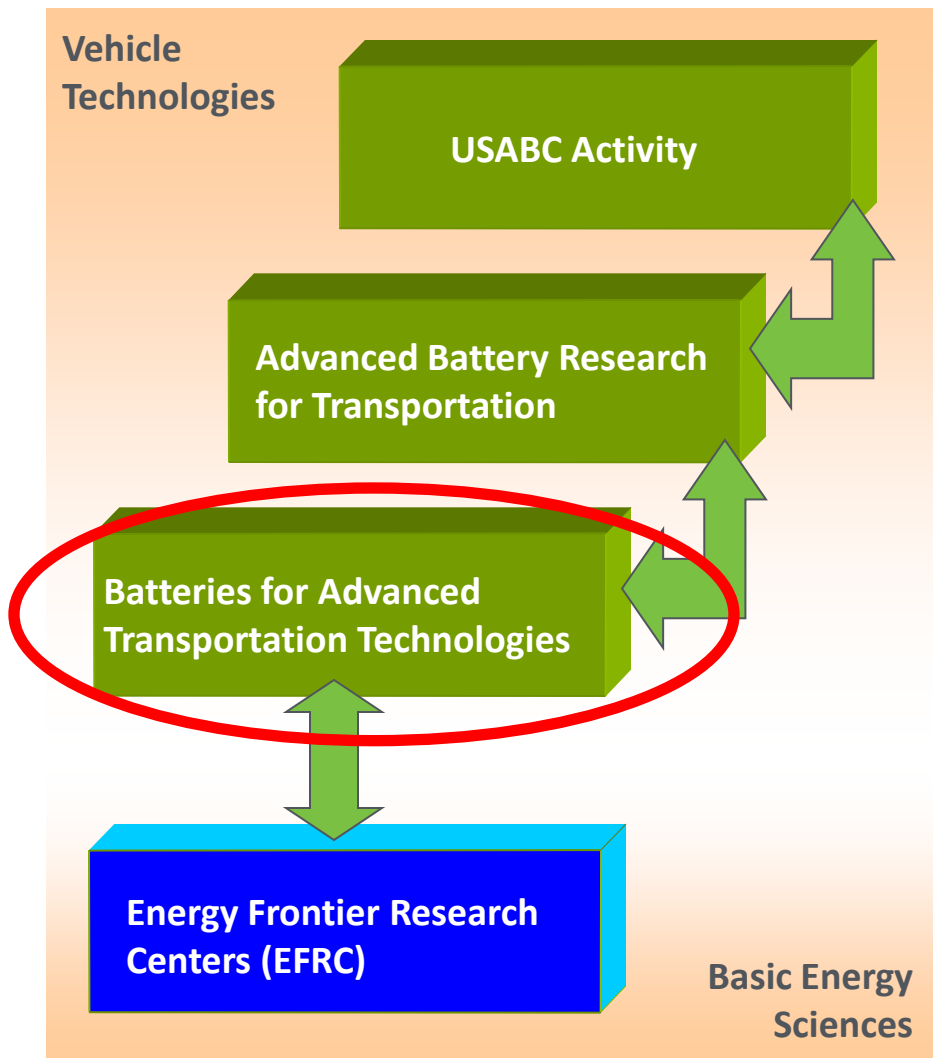 Vehicle
Technologies
USABC Activity
Advanced Battery Research
for Transportation
Batteries for Advanced
Transportation Technologies
Energy Frontier Research
Centers (EFRC)
Basic Energy
Sciences